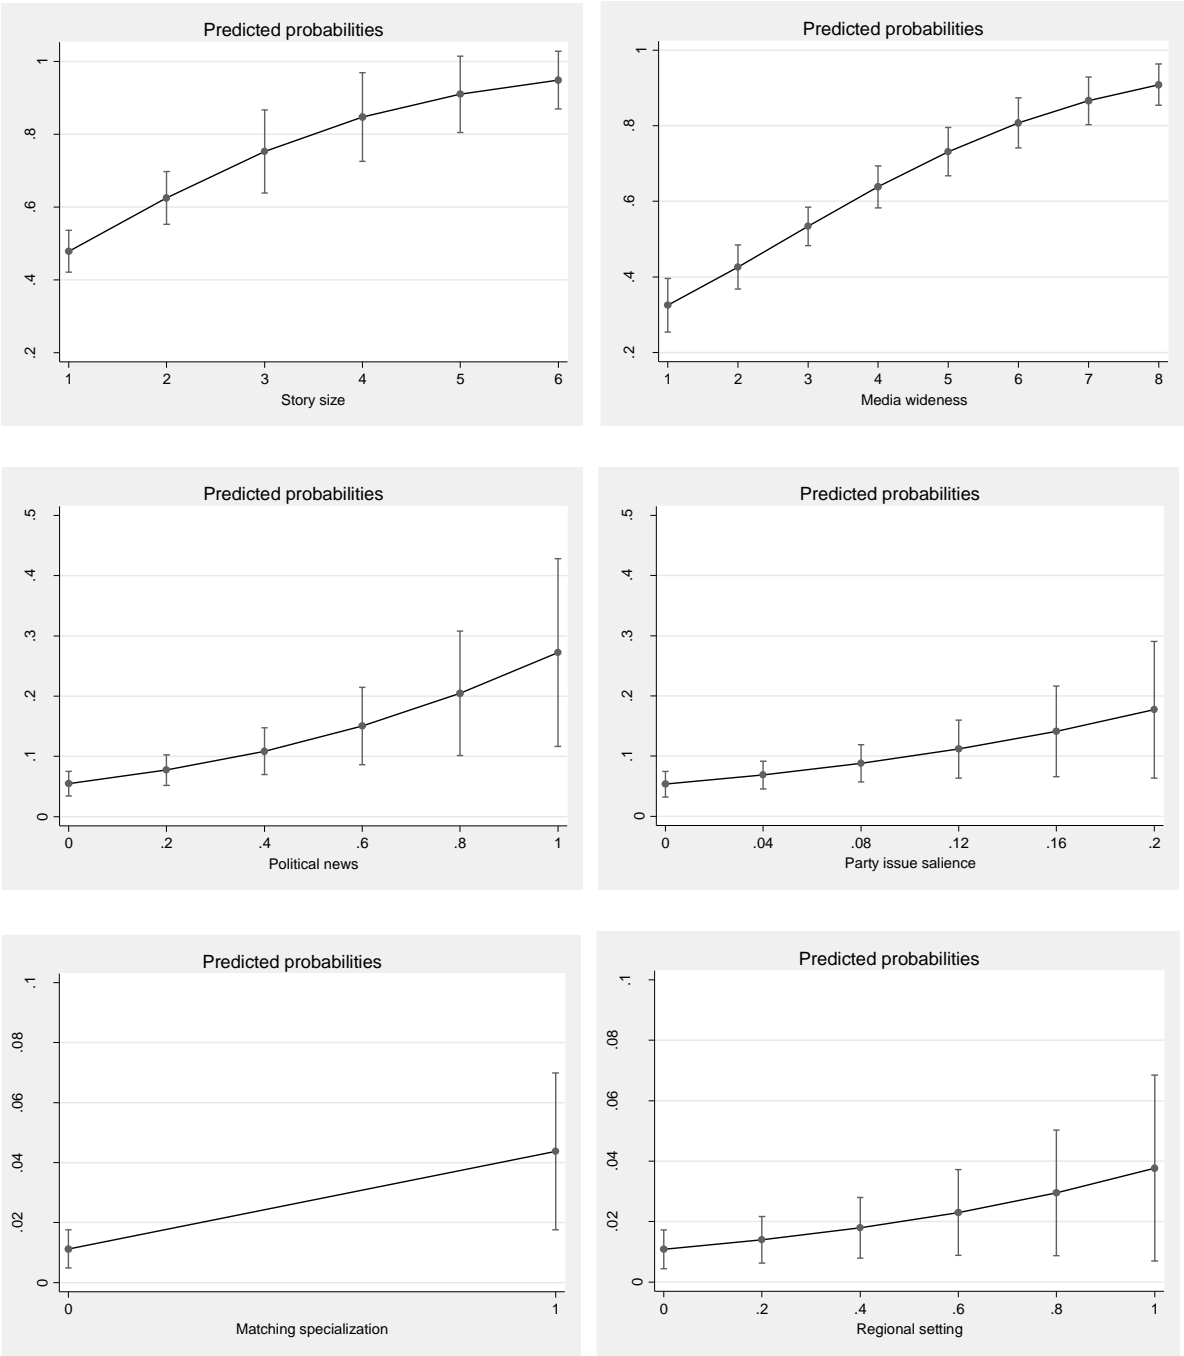 Predicted probabilities
1
.8
.6
.4
.2
1 2 3 4 5 6
Story size
Predicted probabilities
1
.8
.6
.4
.2
1 2 3 4 5 6 7 8
Media wideness
Predicted probabilities
.5
.4
.3
.2
.1
0
0 .2 .4 .6 .8 1
Political news
Predicted probabilities
.5
.4
.3
.2
.1
0
0 .04 .08 .12 .16 .2
Party issue salience
Predicted probabilities
.1
.08
.06
.04
.02
0
0 1
Matching specialization
Predicted probabilities
.1
.08
.06
.04
.02
0
0 .2 .4 .6 .8 1
Regional setting